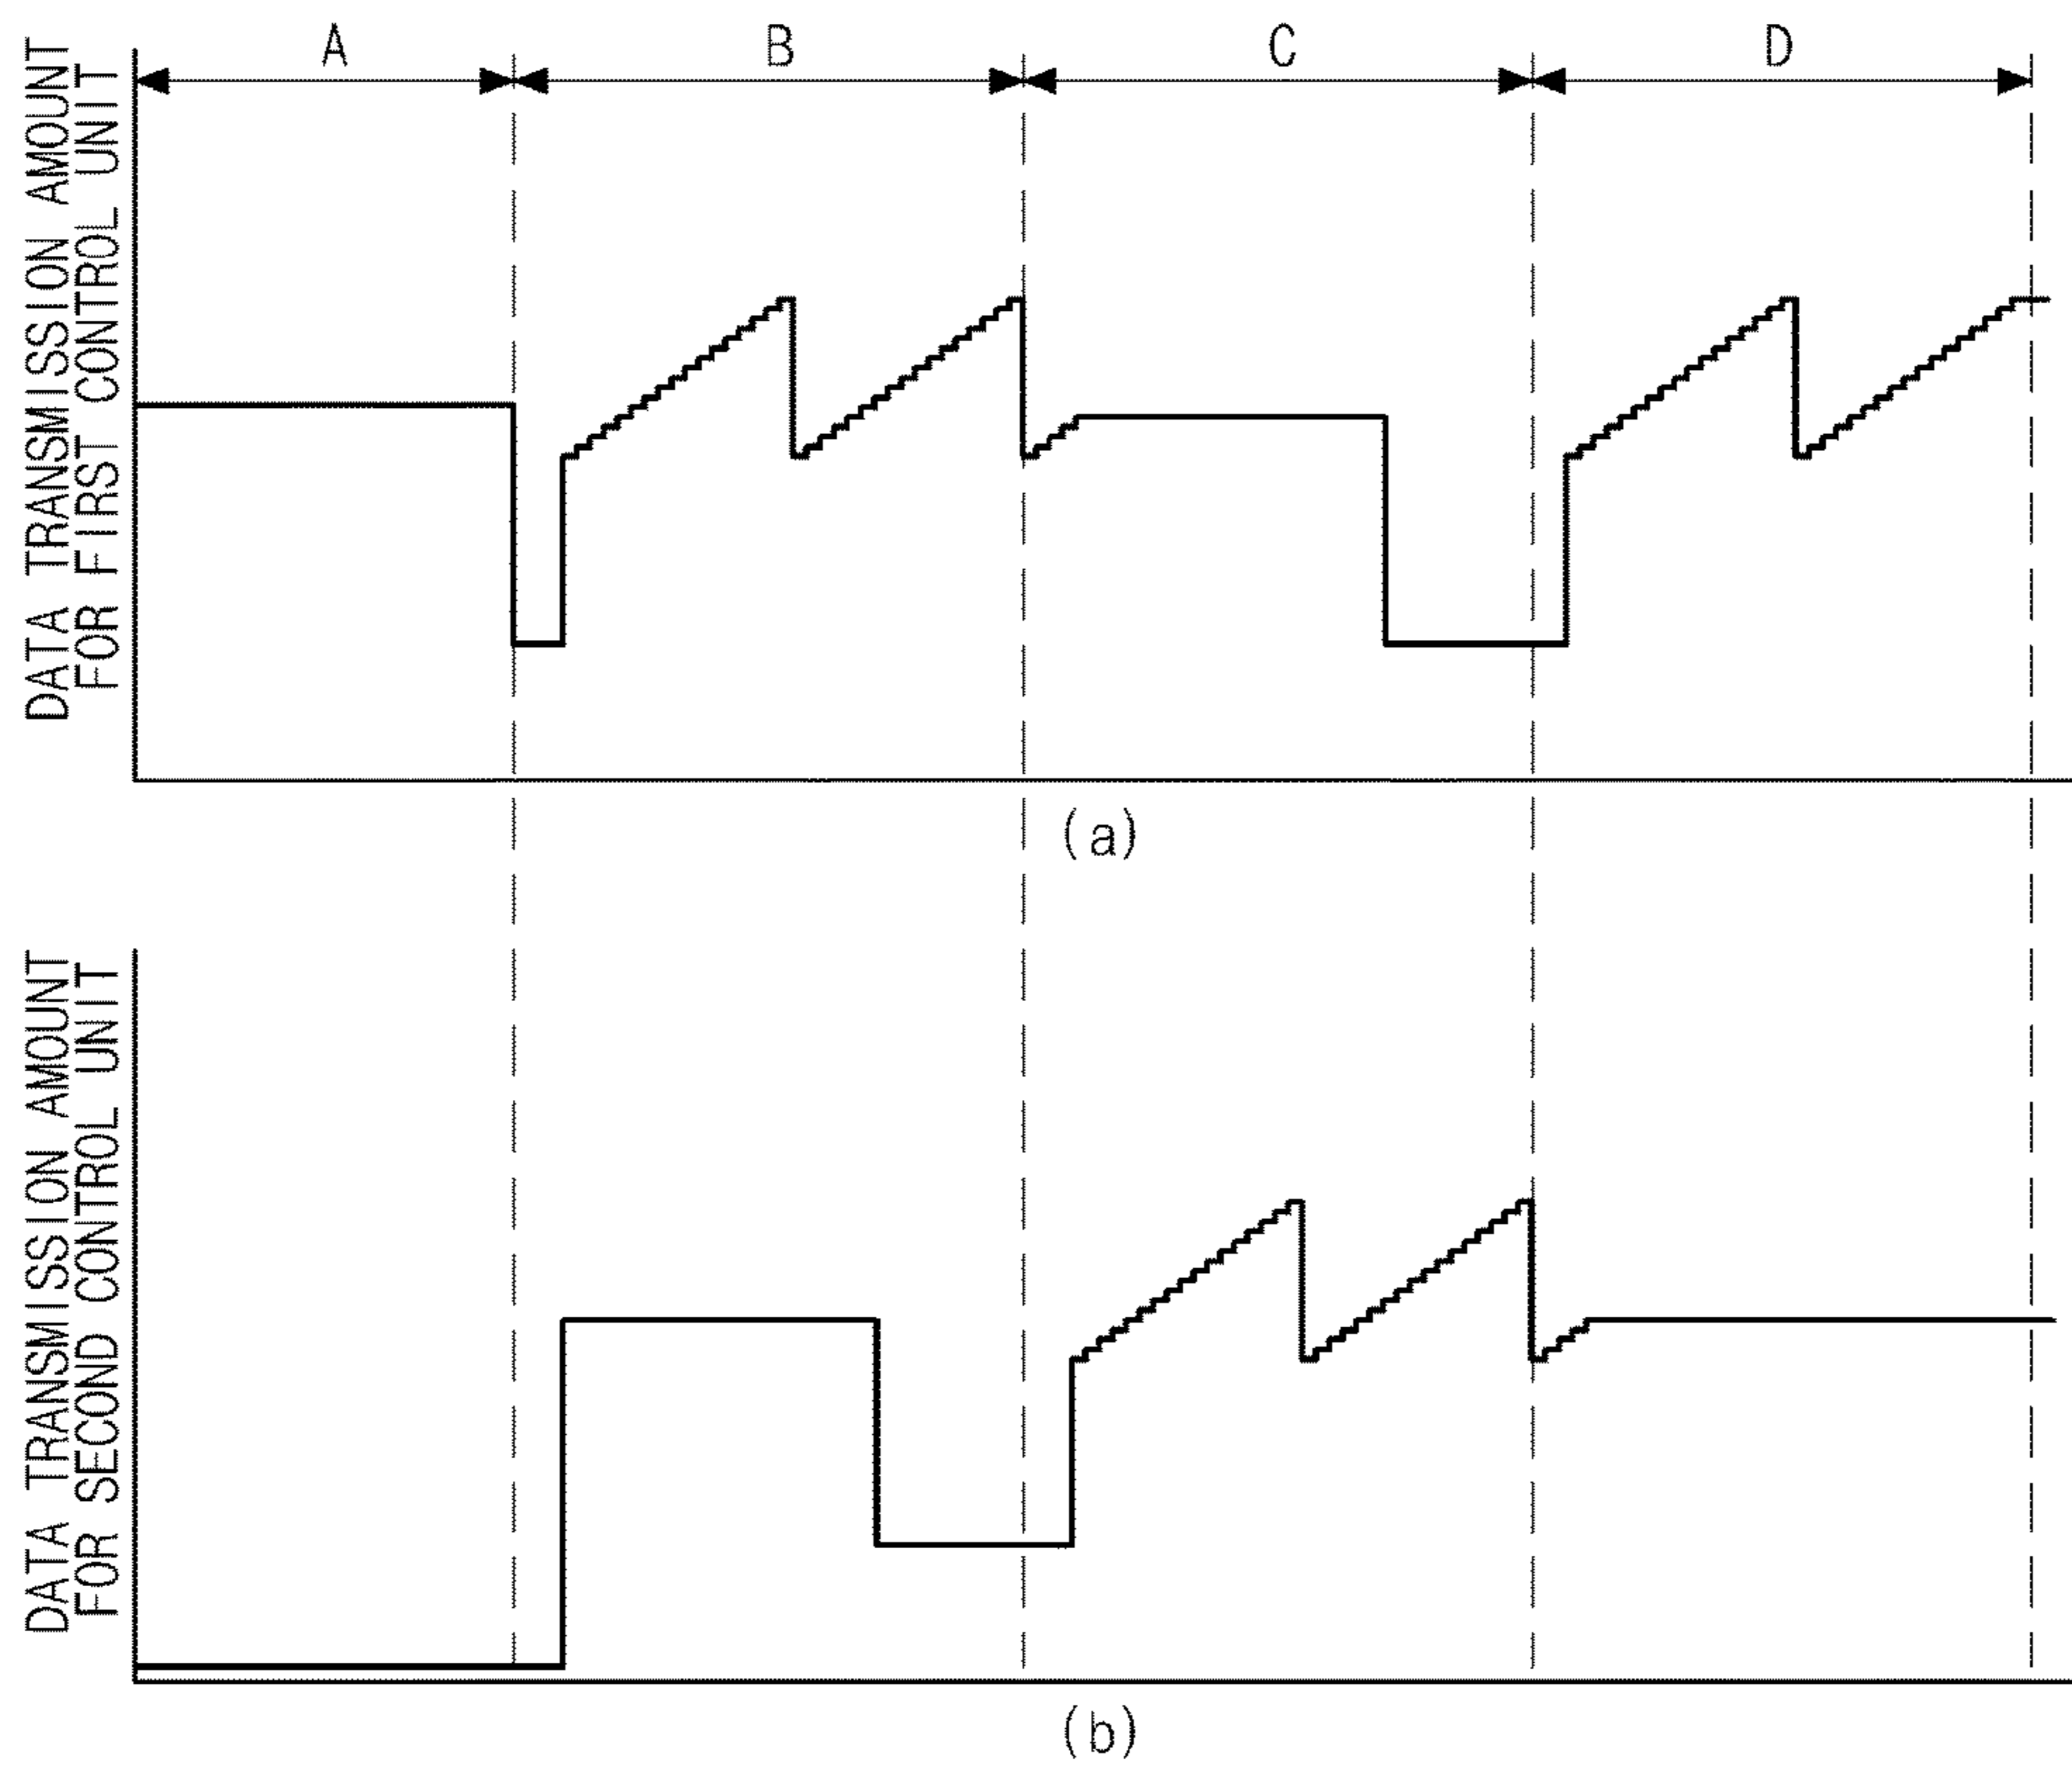 A
B
C
D
DATA TRANSMISSION AMOUNT
FOR FIRST CONTROL UNIT
(a)
DATA TRANSMISSION AMOUNT
FOR SECOND CONTROL UNIT
(b)